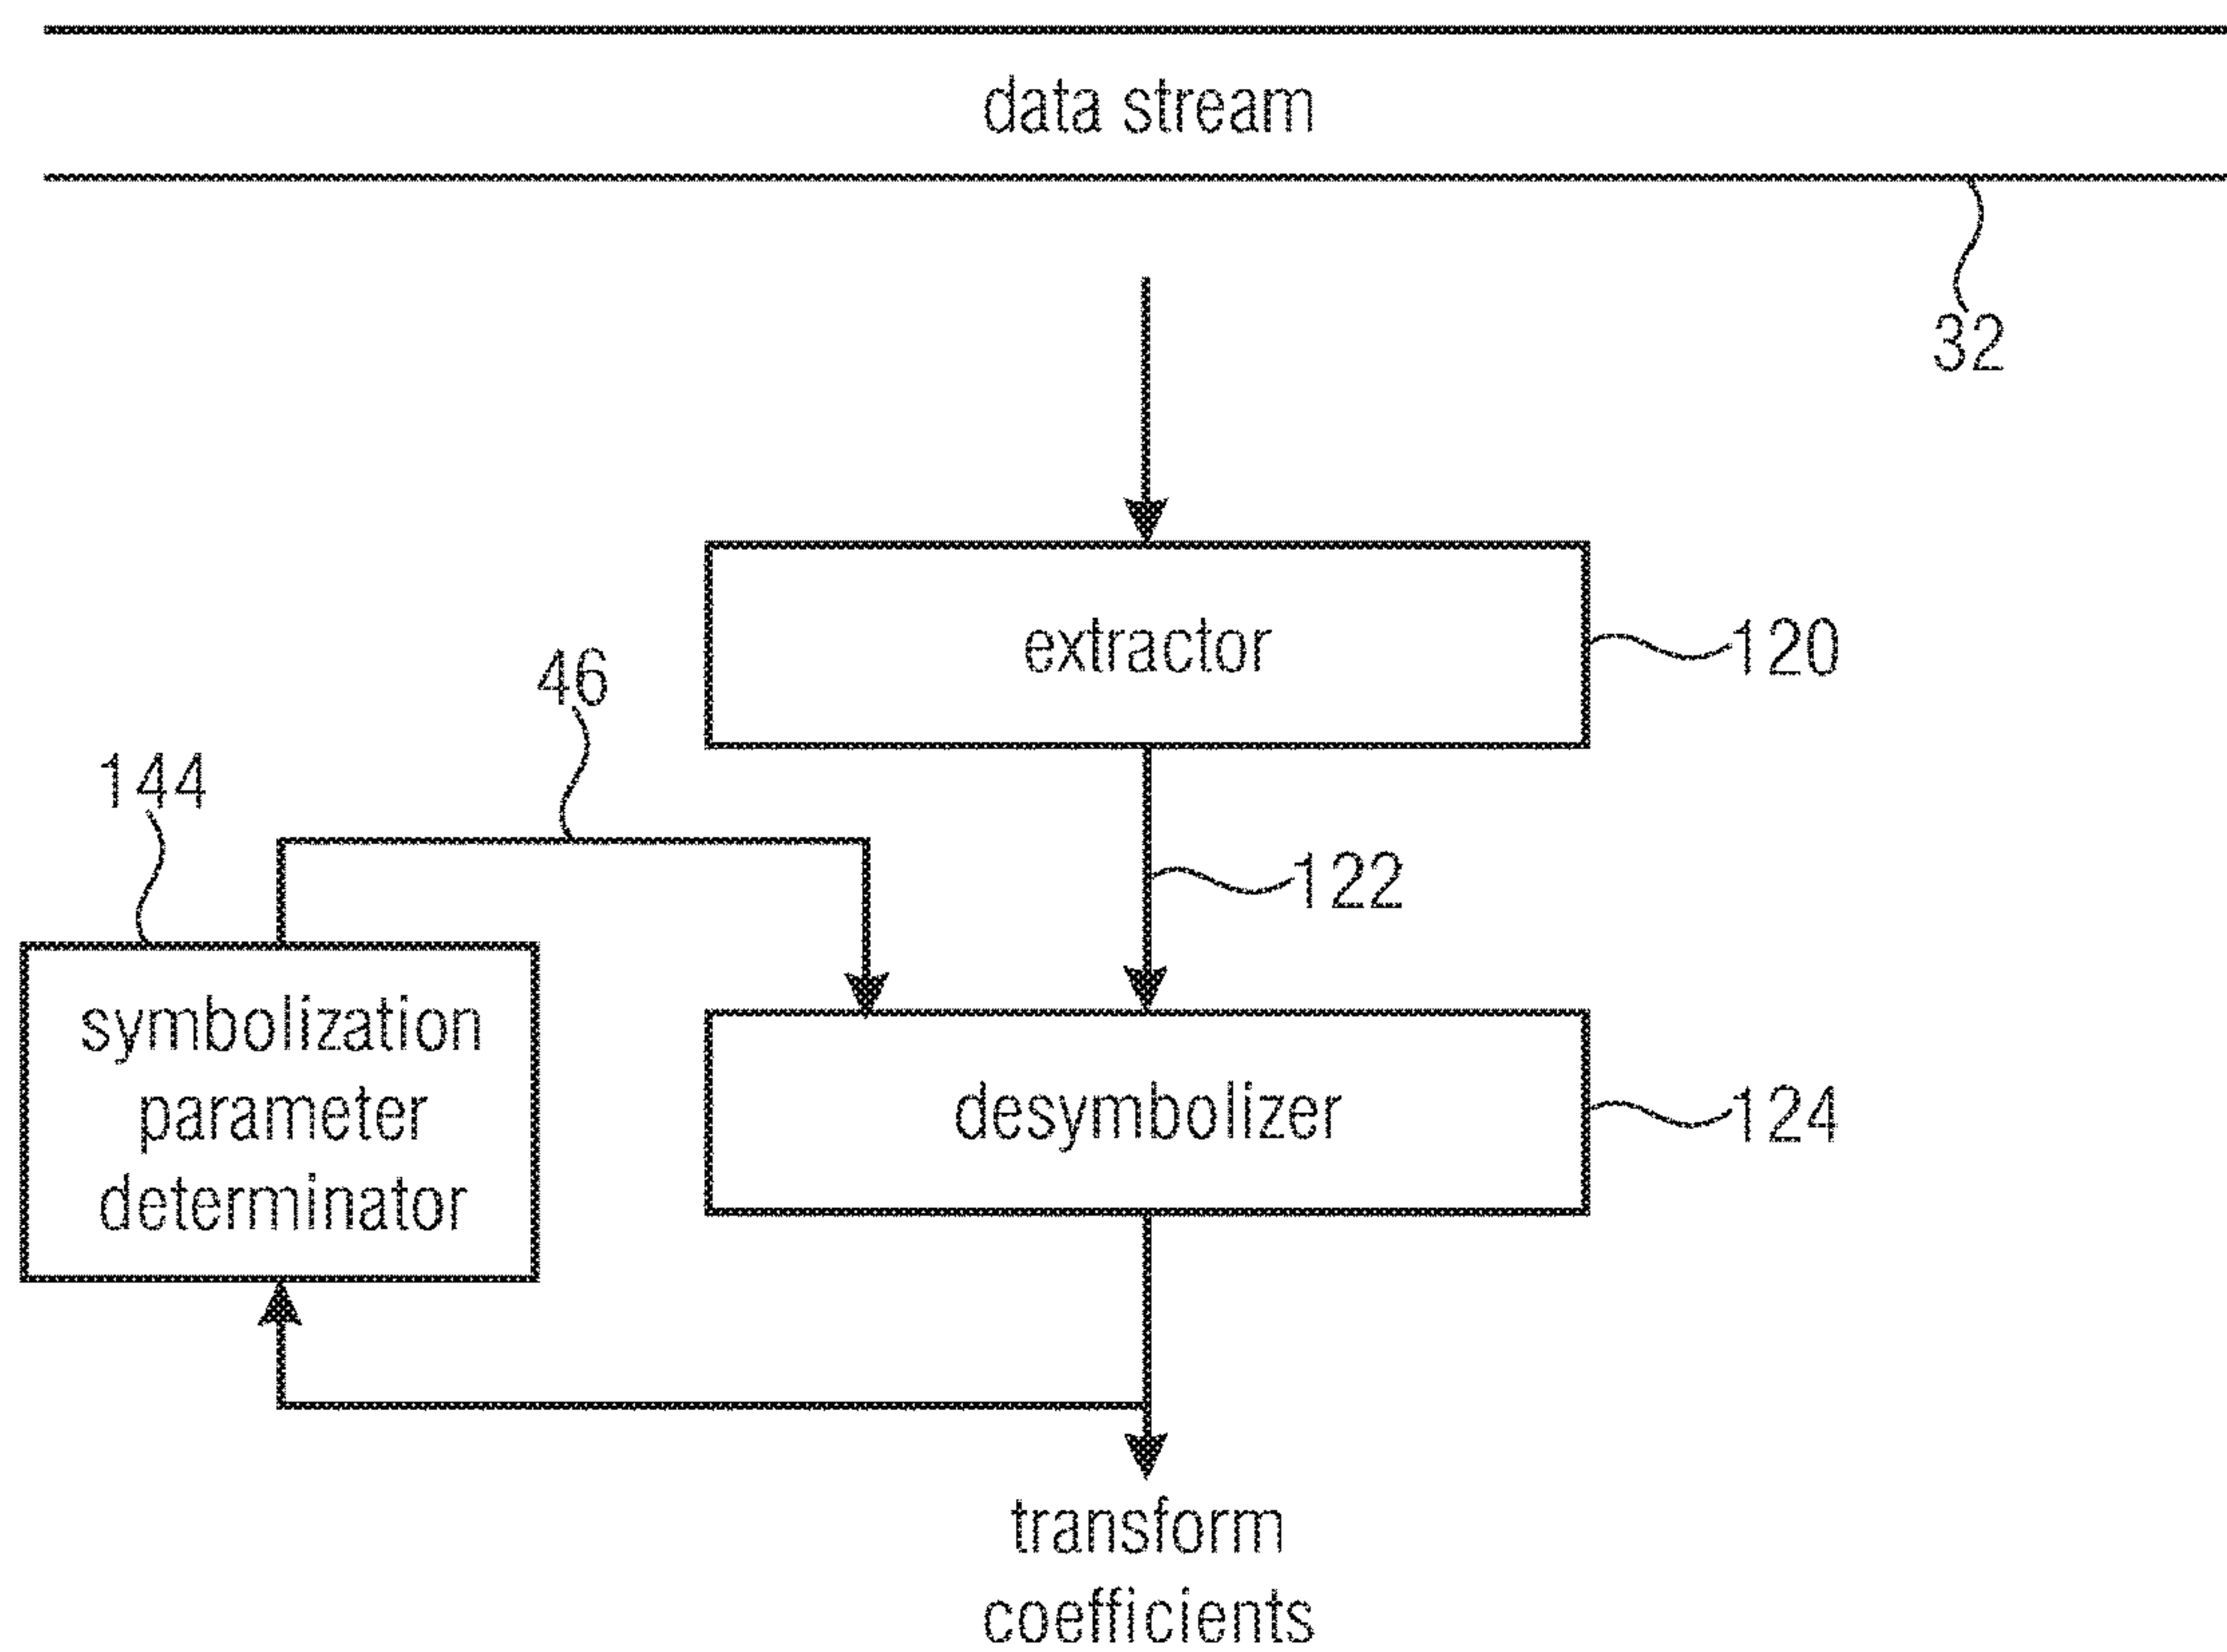 data stream
32
extractor
120
46
144
122
symbolization
parameter
determinator
desymbolizer
124
transform
coefficients